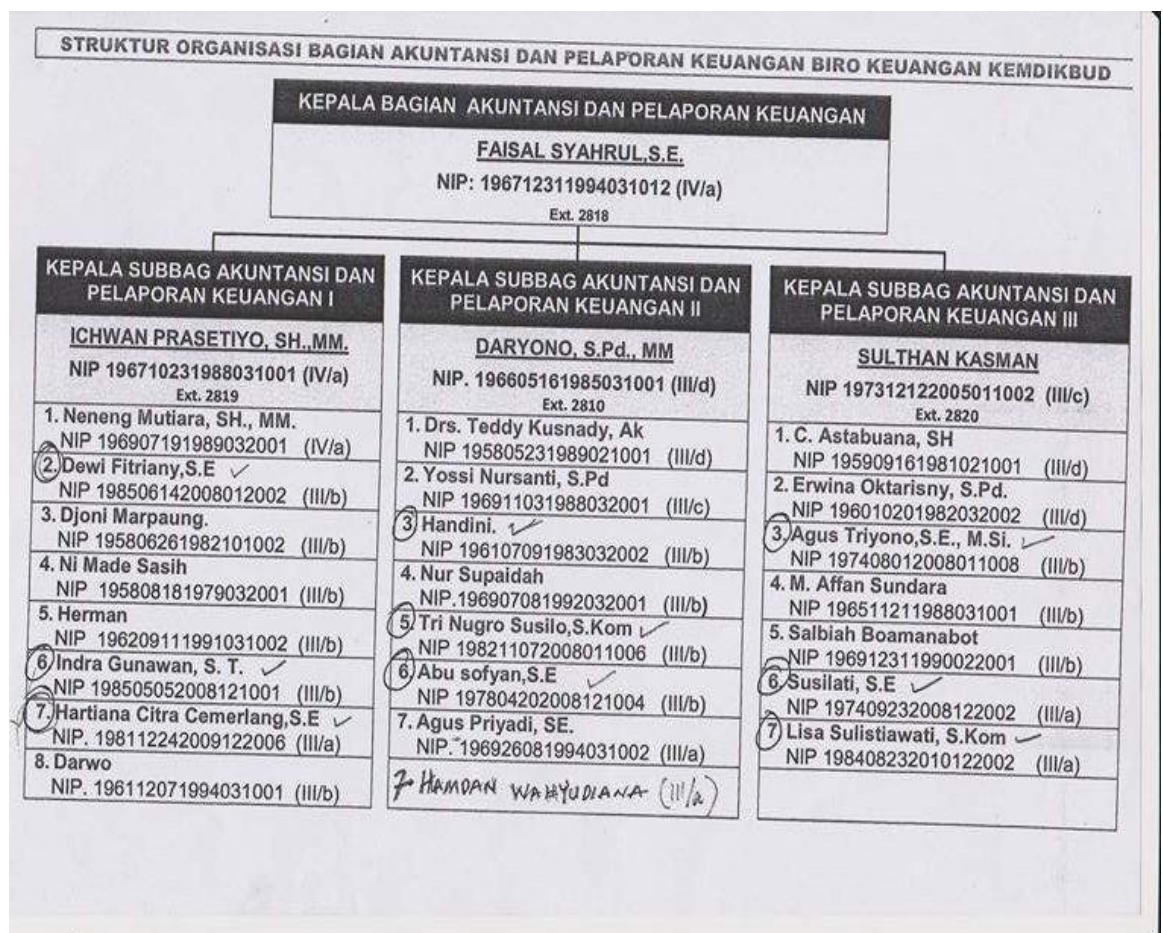 STRUKTUR ORGANISASI BAGIAN AKUNTANSI DAN PELAPORAN KEUANGAN BIRO KEUANGAN KEMDIKBUD
KEPALA BAGIAN AKUNTANSI DAN PELAPORAN KEUANGAN
FAISAL SYAHRUL,S.E.
NIP: 196712311994031012 (IV/a)
Ext. 2818
KEPALA SUBBAG AKUNTANSI DAN
PELAPORAN KEUANGAN I
ICHWAN PRASETIYO, SH.,MM.
NIP 196710231988031001 (IV/a)
Ext. 2819
1. Neneng Mutiara, SH., MM.
NIP 196907191989032001 (IV/a)
2. Dewi Fitriany,S.E ✓
NIP 198506142008012002 (III/b)
3. Djoni Marpaung.
NIP 195806261982101002 (III/b)
4. Ni Made Sasih
NIP 195808181979032001 (III/b)
5. Herman
NIP 196209111991031002 (III/b)
6. Indra Gunawan, S. T. ✓
NIP 198505052008121001 (III/b)
7. Hartiana Citra Cemerlang,S.E ✓
NIP. 198112242009122006 (III/a)
8. Darwo
NIP. 196112071994031001 (III/b)
KEPALA SUBBAG AKUNTANSI DAN
PELAPORAN KEUANGAN II
DARYONO, S.Pd., MM
NIP. 196605161985031001 (III/d)
Ext. 2810
1. Drs. Teddy Kusnady, Ak
NIP 195805231989021001 (III/d)
2. Yossi Nursanti, S.Pd
NIP 196911031988032001 (III/c)
3. Handini. ✓
NIP 196107091983032002 (III/b)
4. Nur Supaidah
NIP.196907081992032001 (III/b)
5. Tri Nugro Susilo,S.Kom ✓
NIP 198211072008011006 (III/b)
6. Abu sofyan,S.E ✓
NIP 197804202008121004 (III/b)
7. Agus Priyadi, SE.
NIP. 196926081994031002 (III/a)
7 HAMDAN WAHYUDIANA (III/a)
KEPALA SUBBAG AKUNTANSI DAN
PELAPORAN KEUANGAN III
SULTHAN KASMAN
NIP 197312122005011002 (III/c)
Ext. 2820
1. C. Astabuana, SH
NIP 195909161981021001 (III/d)
2. Erwina Oktarisny, S.Pd.
NIP 196010201982032002 (III/d)
3. Agus Triyono,S.E., M.Si. ✓
NIP 197408012008011008 (III/b)
4. M. Affan Sundara
NIP 196511211988031001 (III/b)
5. Salbiah Boamanabot
NIP 196912311990022001 (III/b)
6. Susilati, S.E ✓
NIP 197409232008122002 (III/a)
7 Lisa Sulistiawati, S.Kom ✓
NIP 198408232010122002 (III/a)